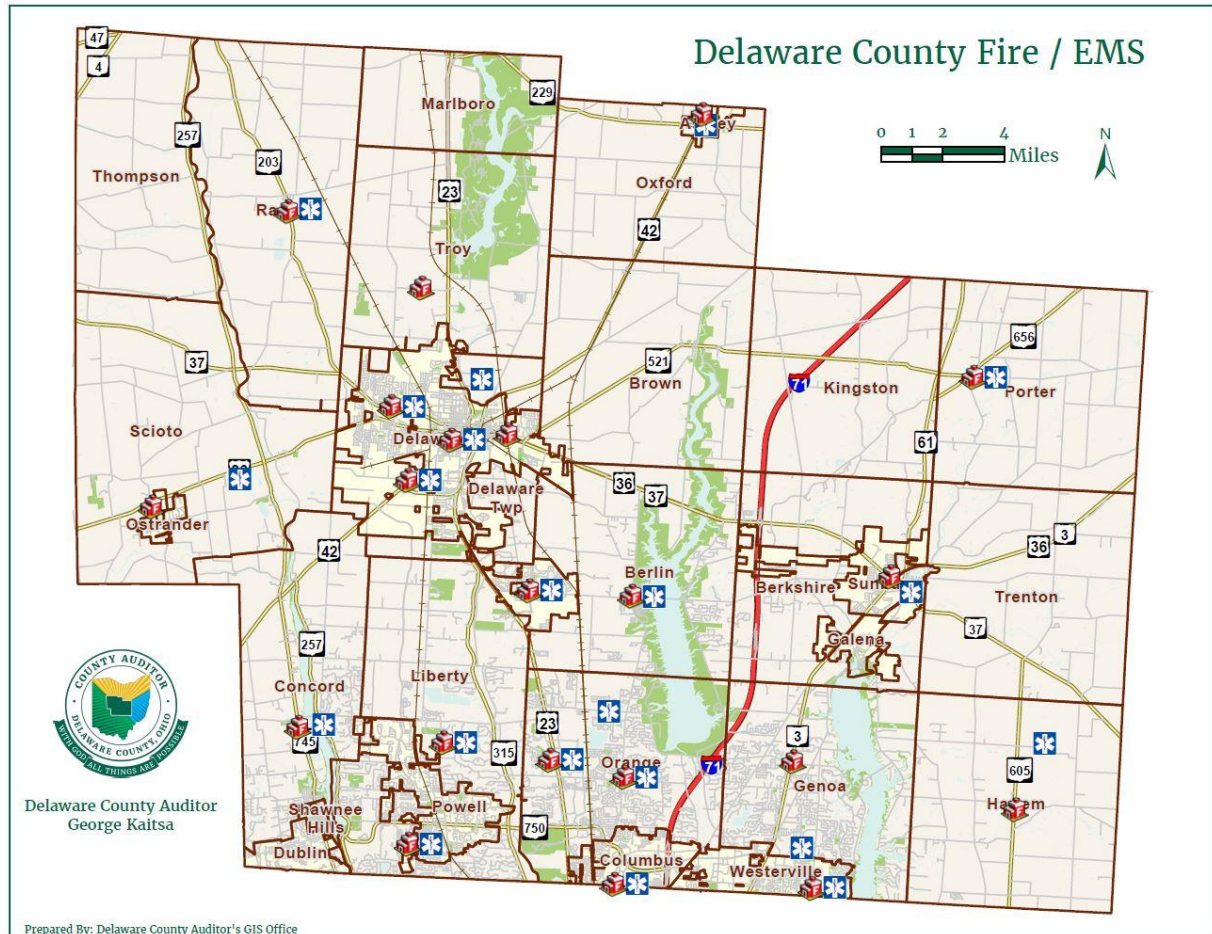 Delaware County Fire / EMS
0 1 2 4
Miles
N
47
4
229
Marlboro
257
203
Thompson
23
Oxford
42
Troy
656
37
521
Brown
71
Kingston
Porter
61
Scioto
36
37
Delaware
Twp
Ostrander
42
36
3
Berlin
Berkshire
Trenton
37
Galena
257
Liberty
Concord
23
3
745
315
71
605
Orange
Genoa
Shawnee
Hills
Powell
750
Dublin
Columbus
Westerville
COUNTY AUDITOR
DELAWARE COUNTY, OHIO
WITH GOD ALL THINGS ARE POSSIBLE
Delaware County Auditor
George Kaitsa
Prepared By: Delaware County Auditor's GIS Office